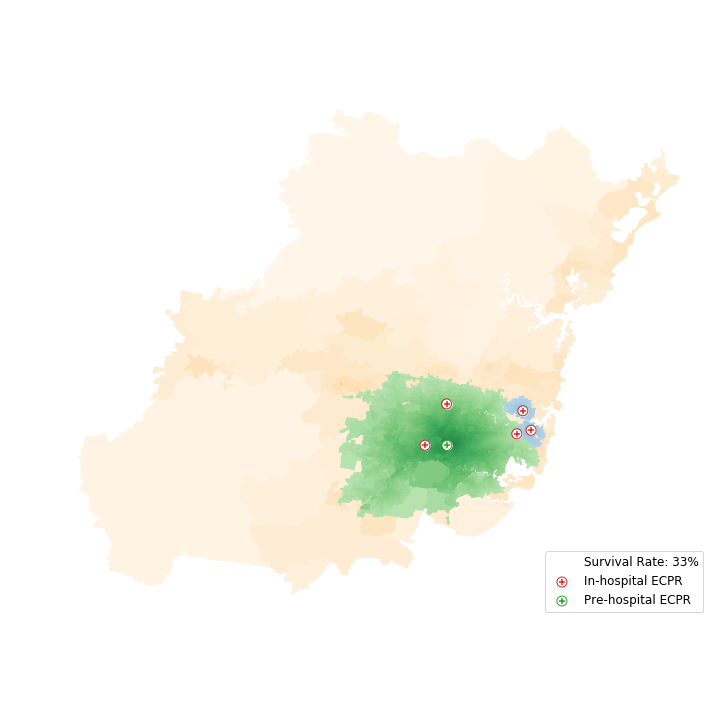 Survival Rate: 33%
In-hospital ECPR
Pre-hospital ECPR